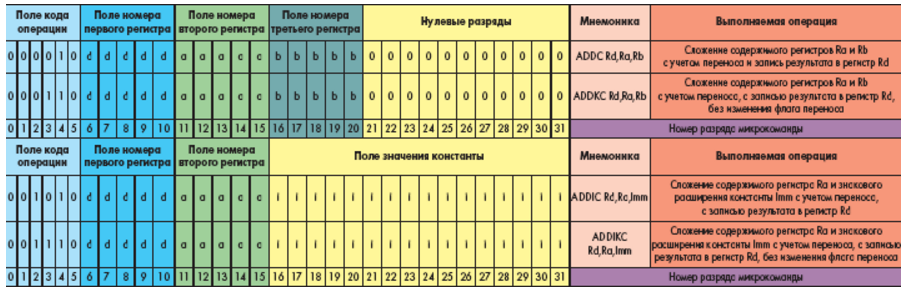 Поле кода операции Поле номера первого регистра Поле номера второго регистра Поле номера третьего регистра Нулевые разряды Мнемоника Выполняемая операция
0 0 0 0 1 0 d d d d d a a a a a b b b b b 0 0 0 0 0 0 0 0 0 0 0 ADDC Rd,Ra,Rb Сложение содержимого регистров Ra и Rb
с учетом переноса и запись результата в регистр Rd
0 0 0 1 1 0 d d d d d a a a a a b b b b b 0 0 0 0 0 0 0 0 0 0 0 ADDKC Rd,Ra,Rb Сложение содержимого регистров Ra и Rb
с учетом переноса, с записью результата в регистр Rd,
без изменения флага переноса
0 1 2 3 4 5 6 7 8 9 10 11 12 13 14 15 16 17 18 19 20 21 22 23 24 25 26 27 28 29 30 31 Номер разряда микрокоманды
Поле кода операции Поле номера первого регистра Поле номера второго регистра Поле значения константы Мнемоника Выполняемая операция
0 0 1 0 1 0 d d d d d a a a a a i i i i i i i i i i i i i i i i ADDIC Rd,Ra,Imm Сложение содержимого регистра Ra и знакового
расширения константы Imm с учетом переноса,
с записью результата в регистр Rd
0 0 1 1 1 0 d d d d d a a a a a i i i i i i i i i i i i i i i i ADDIKC Rd,Ra,Imm Сложение содержимого регистра Ra и знакового
расширения константы Imm с учетом переноса, с записью
результата в регистр Rd, без изменения флага переноса
0 1 2 3 4 5 6 7 8 9 10 11 12 13 14 15 16 17 18 19 20 21 22 23 24 25 26 27 28 29 30 31 Номер разряда микрокоманды